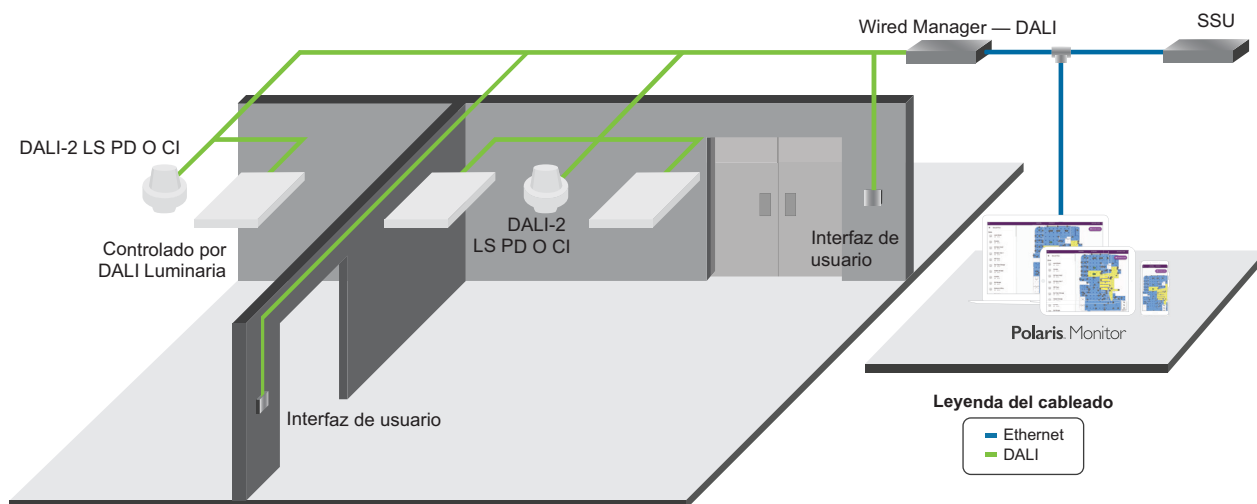 Wired Manager — DALI
SSU
DALI-2 LS PD O CI
Controlado por
DALI Luminaria
DALI-2
LS PD O CI
Interfaz de
usuario
Interfaz de usuario
Polaris. Monitor
Leyenda del cableado
Ethernet
DALI